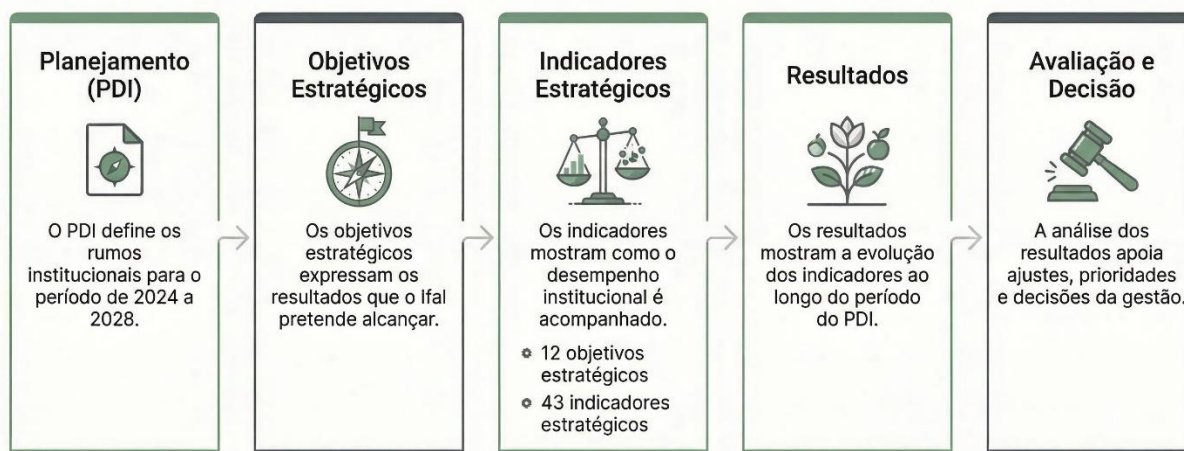 Planejamento
(PDI)
O PDI define os
rumos
institucionais para o
período de 2024 a
2028.
Objetivos
Estratégicos
Os objetivos
estratégicos
expressam os
resultados que o Ifal
pretende alcançar.
Indicadores
Estratégicos
Os indicadores
mostram como o
desempenho
institucional é
acompanhado.
12 objetivos
estratégicos
43 indicadores
estratégicos
Resultados
Os resultados
mostram a evolução
dos indicadores ao
longo do período
do PDI.
Avaliação e
Decisão
A análise dos
resultados apoia
ajustes, prioridades
e decisões da gestão.